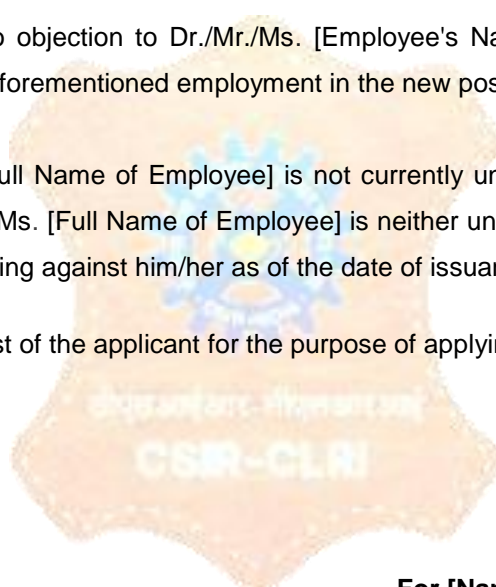 o objection to Dr./Mr./Ms. [Employee's Na
forementioned employment in the new pos
ull Name of Employee] is not currently un
Ms. [Full Name of Employee] is neither un
ing against him/her as of the date of issuar
st of the applicant for the purpose of applyin
CSIR-CLRI
For [Nam